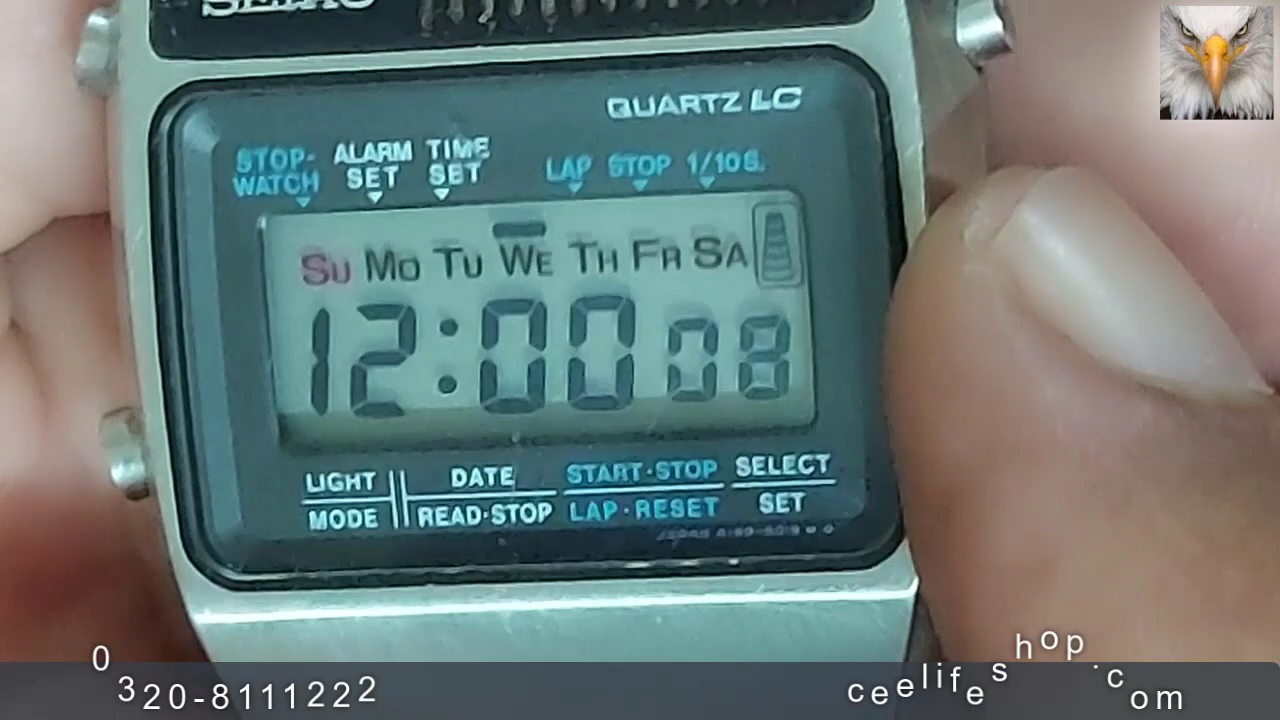 SEIKO
QUARTZ LC
STOP-
WATCH
ALARM
SET
TIME
SET
LAP STOP 1/10S.
SU MO TU WE TH FR SA
12:00 08
LIGHT
MODE
DATE
READ·STOP
START·STOP
LAP·RESET
SELECT
SET
0320-8111222
ceelifeshop.com